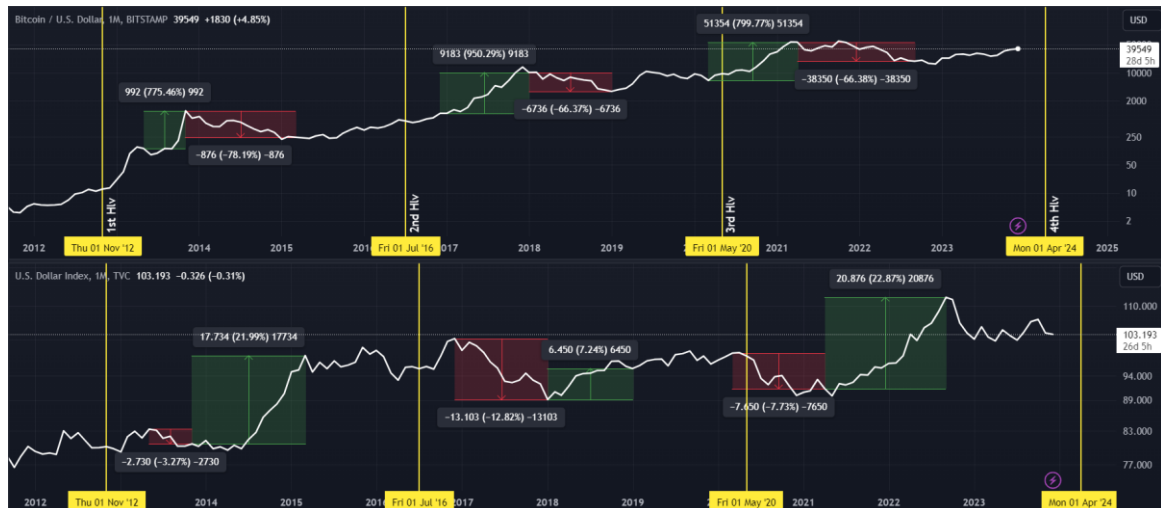 Bitcoin / U.S. Dollar, 1M, BITSTAMP 39549 +1830 (+4.85%)
USD
51354 (799.77%) 51354
9183 (950.29%) 9183
39549
28d 5h
992 (775.46%) 992
10000
−38350 (−66.38%) −38350
−6736 (−66.37%) −6736
2000
−876 (−78.19%) −876
250
50
10
2
1st Hlv
2nd Hlv
3rd Hlv
4th Hlv
2012 Thu 01 Nov '12 2014 2015 Fri 01 Jul '16 2017 2018 2019 Fri 01 May '20 2021 2022 2023 Mon 01 Apr '24 2025
U.S. Dollar Index, 1M, TVC 103.193 −0.326 (−0.31%)
USD
20.876 (22.87%) 20876
110.000
17.734 (21.99%) 17734
103.193
26d 5h
6.450 (7.24%) 6450
94.000
89.000
−7.650 (−7.73%) −7650
−13.103 (−12.82%) −13103
83.000
−2.730 (−3.27%) −2730
77.000
2012 Thu 01 Nov '12 2014 2015 Fri 01 Jul '16 2017 2018 2019 Fri 01 May '20 2021 2022 2023 Mon 01 Apr '24